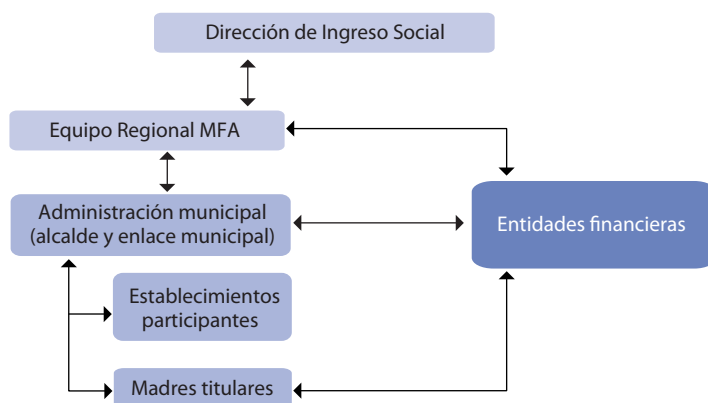 Dirección de Ingreso Social
Equipo Regional MFA
Administración municipal
(alcalde y enlace municipal)
Entidades financieras
Establecimientos
participantes
Madres titulares